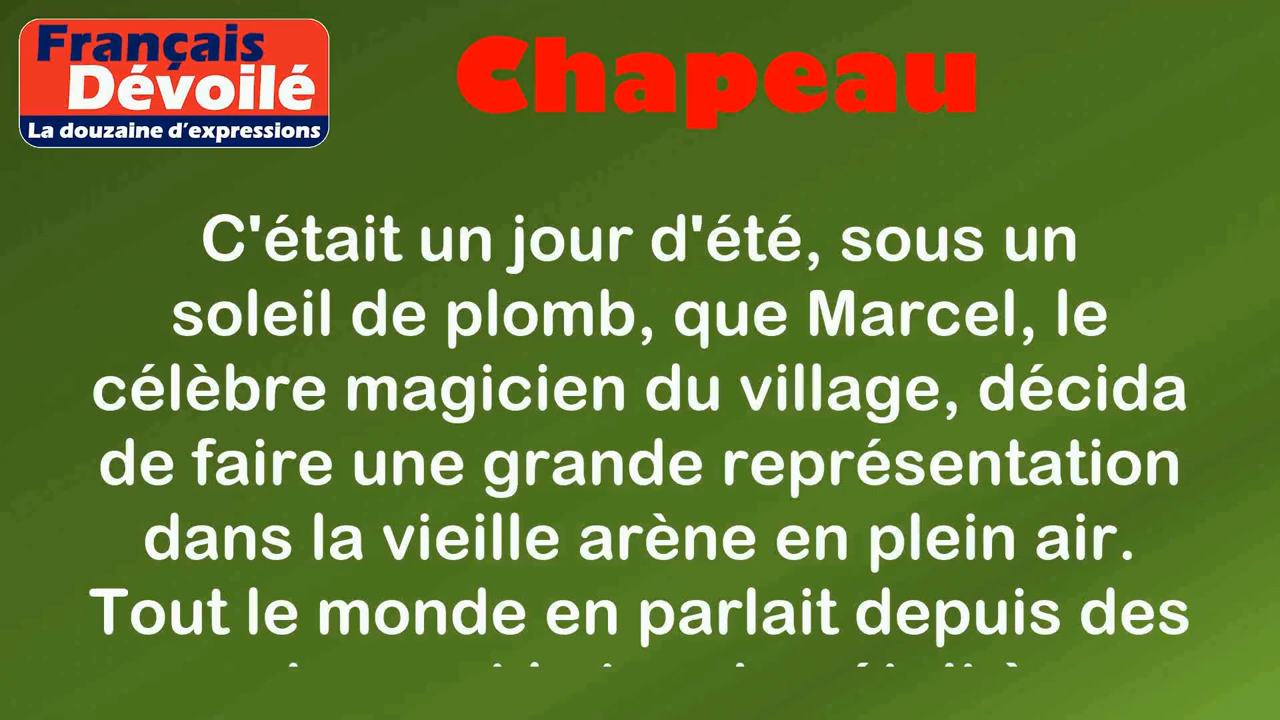 Français
Dévoilé
La douzaine d'expressions
Chapeau
C'était un jour d'été, sous un
soleil de plomb, que Marcel, le
célèbre magicien du village, décida
de faire une grande représentation
dans la vieille arène en plein air.
Tout le monde en parlait depuis des